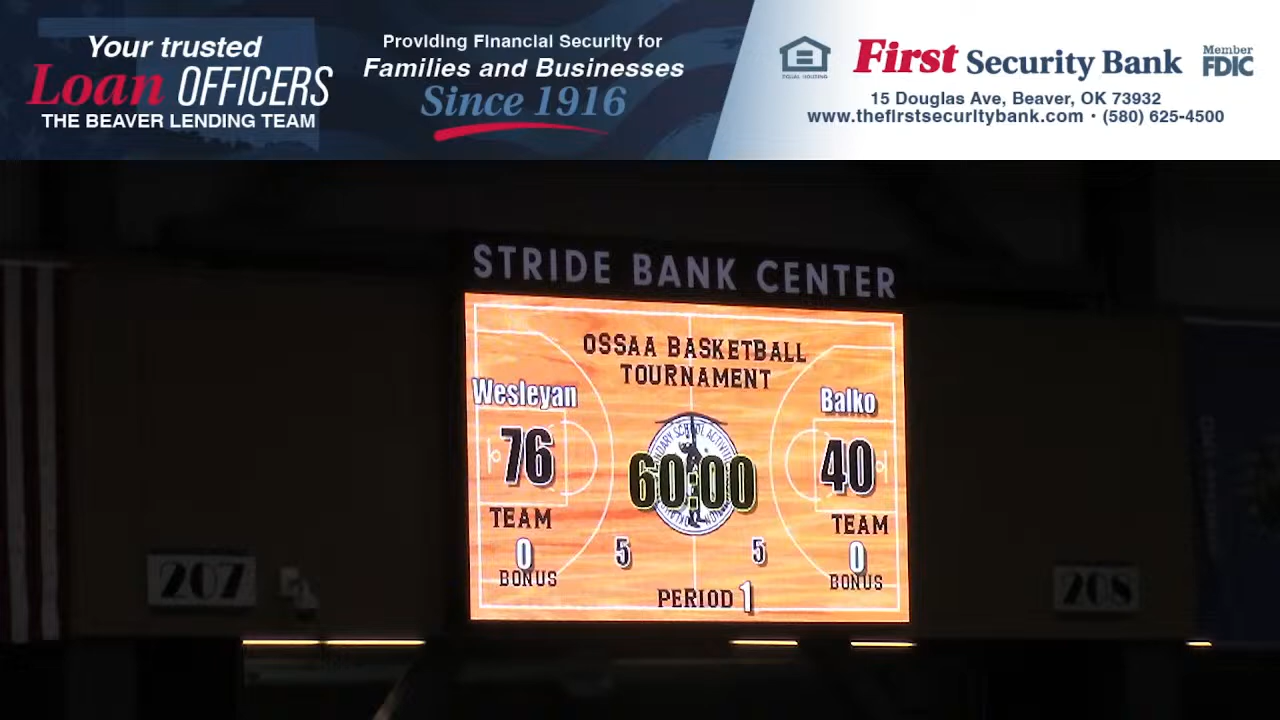 Your trusted
Loan OFFICERS
THE BEAVER LENDING TEAM
Providing Financial Security for
Families and Businesses
Since 1916
EQUAL HOUSING
First Security Bank
Member
FDIC
15 Douglas Ave, Beaver, OK 73932
www.thefirstsecuritybank.com • (580) 625-4500
STRIDE BANK CENTER
OSSAA BASKETBALL
TOURNAMENT
Wesleyan
Balko
76
60:00
40
TEAM
TEAM
0
5
5
0
BONUS
BONUS
PERIOD 1
207
208